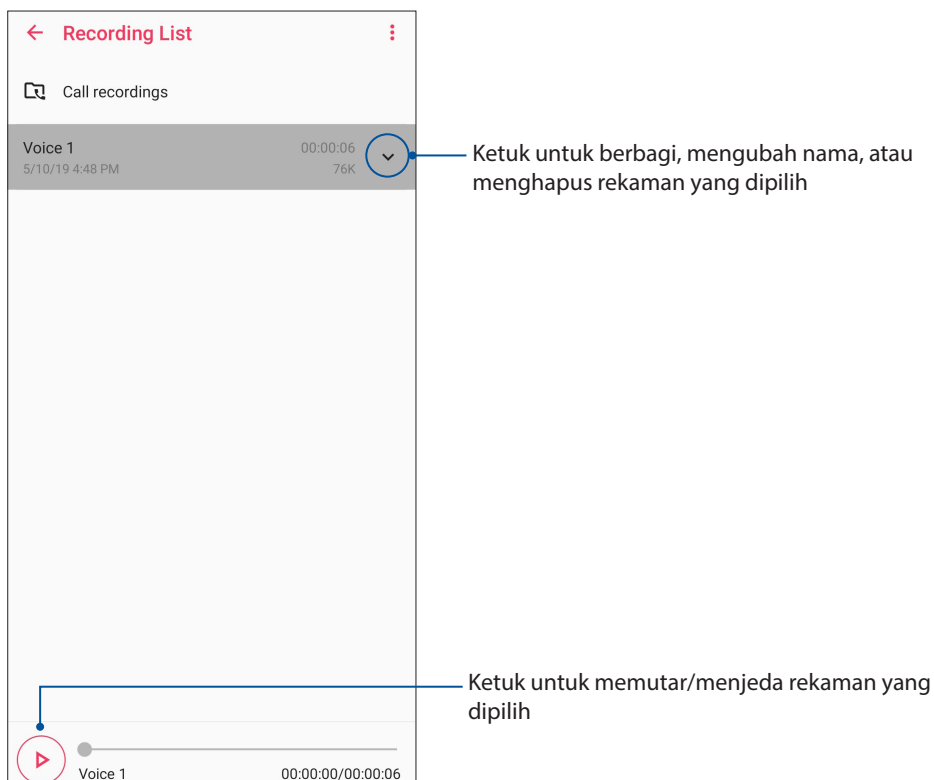 Recording List
Call recordings
Voice 1
00:00:06
5/10/19 4:48 PM
76K
Ketuk untuk berbagi, mengubah nama, atau
menghapus rekaman yang dipilih
Ketuk untuk memutar/menjeda rekaman yang
dipilih
Voice 1
00:00:00/00:00:06